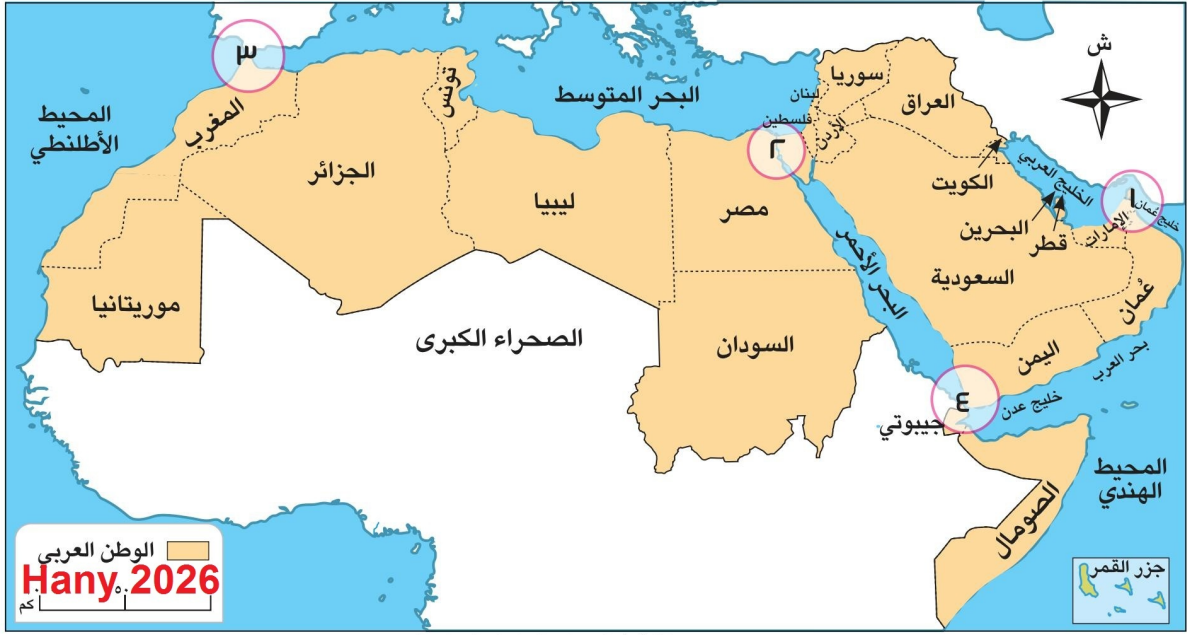 ش
٣
سوريا
تونس
لبنان
العراق
البحر المتوسط
المغرب
المحيط
الأطلنطي
فلسطين
الأردن
٢
الجزائر
الكويت
الخليج العربي
١
خليج عُمان
ليبيا
مصر
البحرين
قطر
الإمارات
السعودية
البحر الأحمر
عُمان
موريتانيا
الصحراء الكبرى
السودان
اليمن
بحر العرب
٤
خليج عدن
جيبوتي
المحيط
الهندي
الصومال
الوطن العربي
جزر القمر
Hany.2026
كم